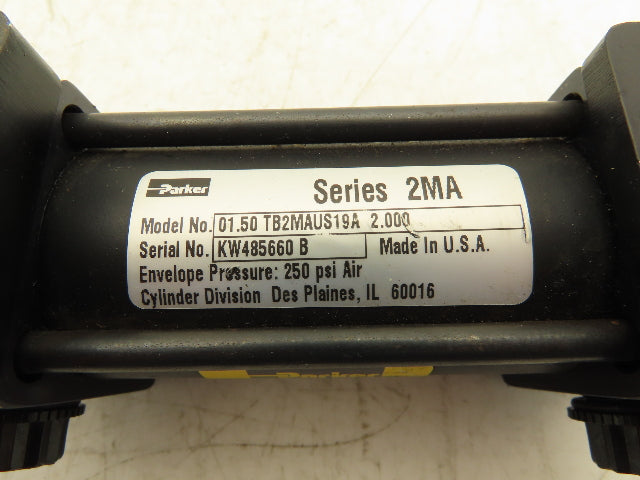 Parker
Series 2MA
Model No. 01.50 TB2MAUS19A 2.000
Serial No. KW485660 B Made In U.S.A.
Envelope Pressure: 250 psi Air
Cylinder Division Des Plaines, IL 60016
Parker